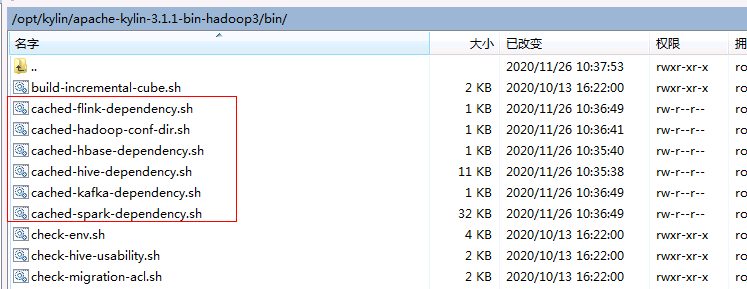 /opt/kylin/apache-kylin-3.1.1-bin-hadoop3/bin/
名字 大小 已改变 权限 拥
.. 2020/11/26 10:37:53 rwxr-xr-x ro
build-incremental-cube.sh 2 KB 2020/10/13 16:22:00 rwxr-xr-x ro
cached-flink-dependency.sh 1 KB 2020/11/26 10:36:49 rw-r--r-- ro
cached-hadoop-conf-dir.sh 1 KB 2020/11/26 10:36:41 rw-r--r-- ro
cached-hbase-dependency.sh 1 KB 2020/11/26 10:35:40 rw-r--r-- ro
cached-hive-dependency.sh 11 KB 2020/11/26 10:35:38 rw-r--r-- ro
cached-kafka-dependency.sh 1 KB 2020/11/26 10:36:49 rw-r--r-- ro
cached-spark-dependency.sh 32 KB 2020/11/26 10:36:49 rw-r--r-- ro
check-env.sh 4 KB 2020/10/13 16:22:00 rwxr-xr-x ro
check-hive-usability.sh 2 KB 2020/10/13 16:22:00 rwxr-xr-x ro
check-migration-acl.sh 2 KB 2020/10/13 16:22:00 rwxr-xr-x ro